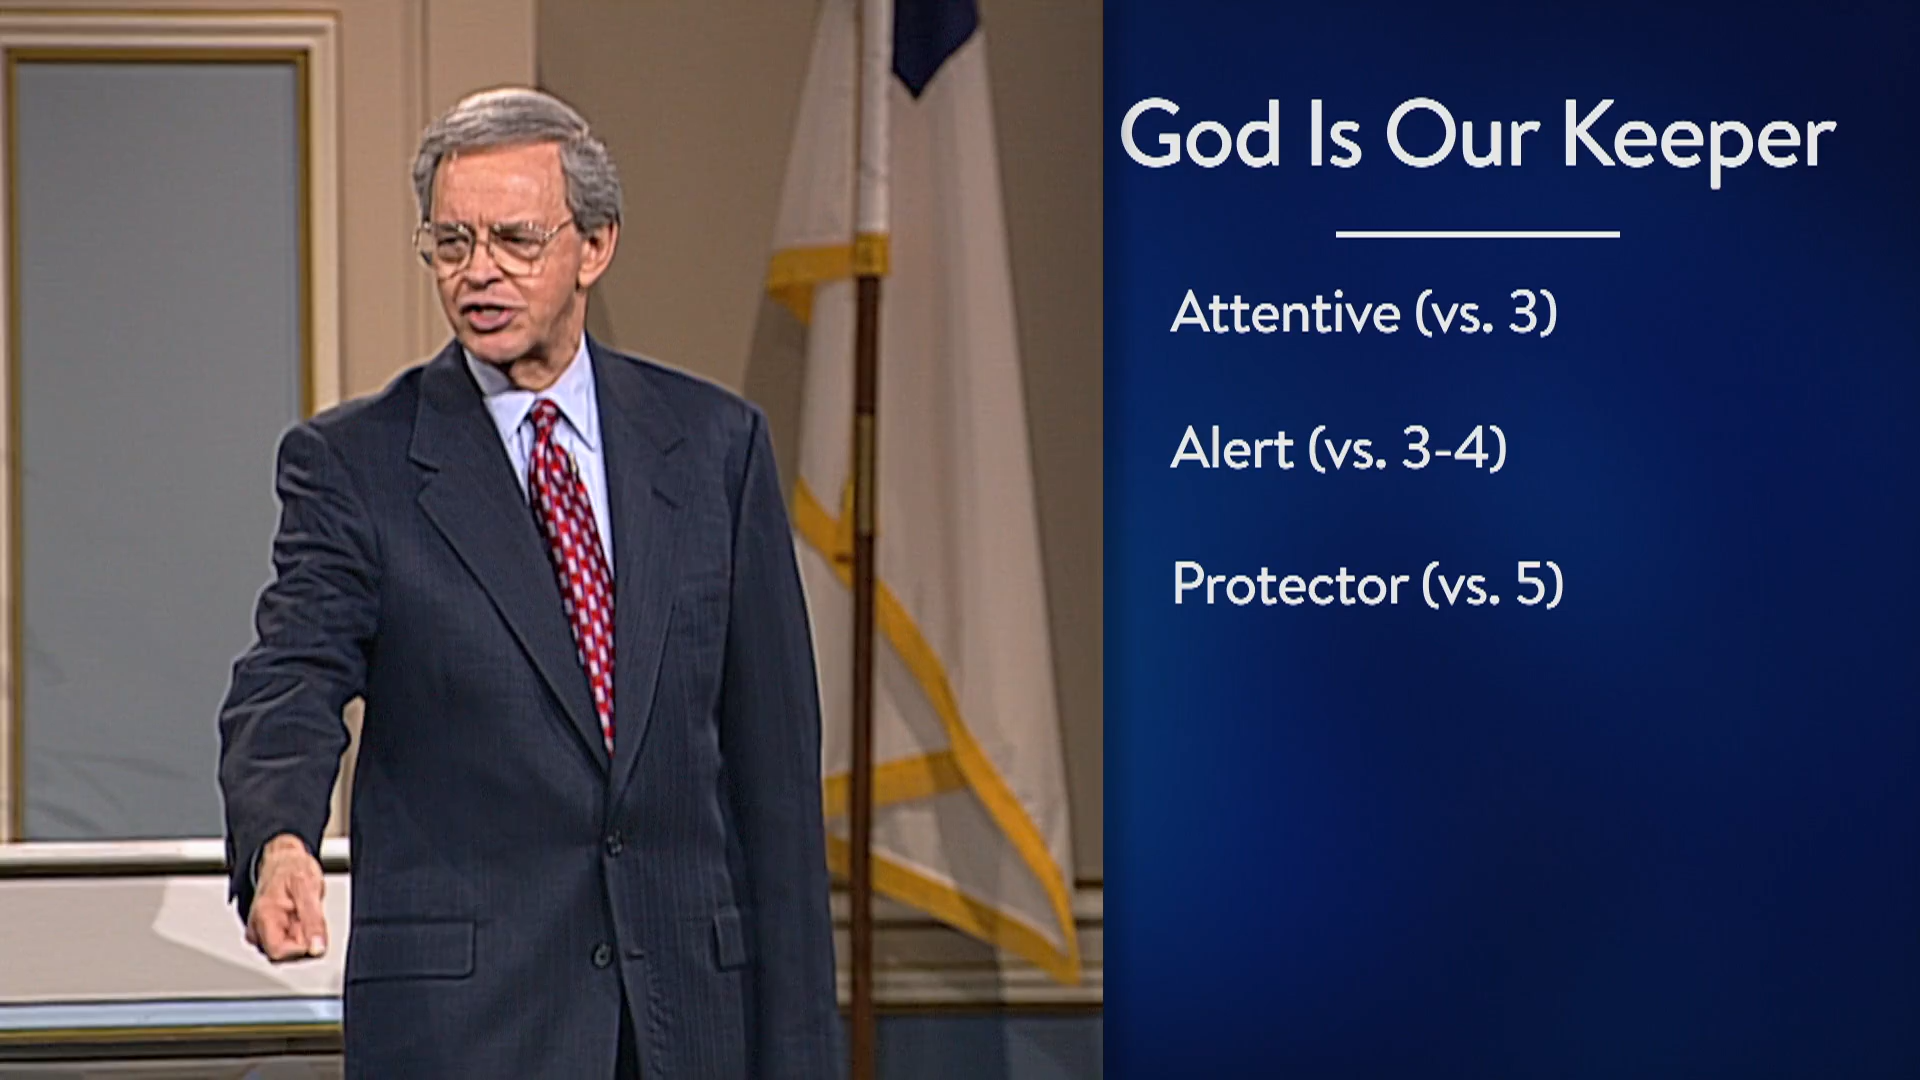 God Is Our Keeper
Attentive (vs. 3)
Alert (vs. 3-4)
Protector (vs. 5)